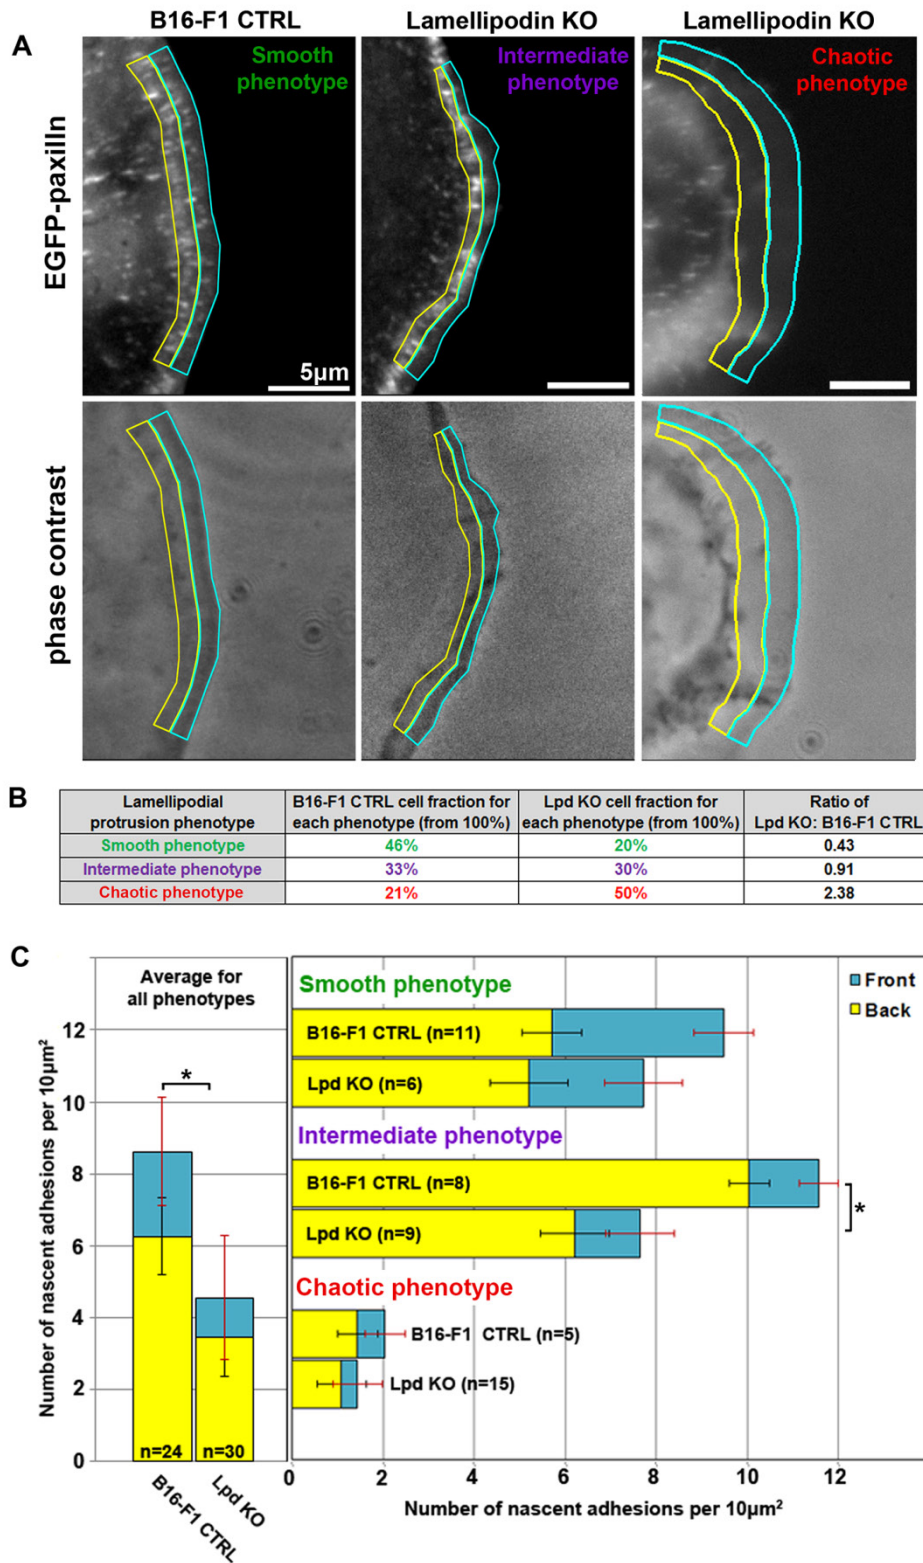 B16-F1 CTRL
Lamellipodin KO
Lamellipodin KO
A
EGFP-paxillin
Smooth
phenotype
Intermediate
phenotype
Chaotic
phenotype
5µm
phase contrast
B
Lamellipodial protrusion phenotype | B16-F1 CTRL cell fraction for each phenotype (from 100%) | Lpd KO cell fraction for each phenotype (from 100%) | Ratio of Lpd KO: B16-F1 CTRL
Smooth phenotype 46% 20% 0.43
Intermediate phenotype 33% 30% 0.91
Chaotic phenotype 21% 50% 2.38
C
Average for
all phenotypes
Number of nascent adhesions per 10µm²
12
10
8
6
4
2
0
*
n=24
n=30
B16-F1 CTRL
Lpd KO
Smooth phenotype
B16-F1 CTRL (n=11)
Lpd KO (n=6)
Intermediate phenotype
B16-F1 CTRL (n=8)
Lpd KO (n=9)
*
Chaotic phenotype
B16-F1 CTRL (n=5)
Lpd KO (n=15)
Front
Back
0 2 4 6 8 10 12
Number of nascent adhesions per 10µm²